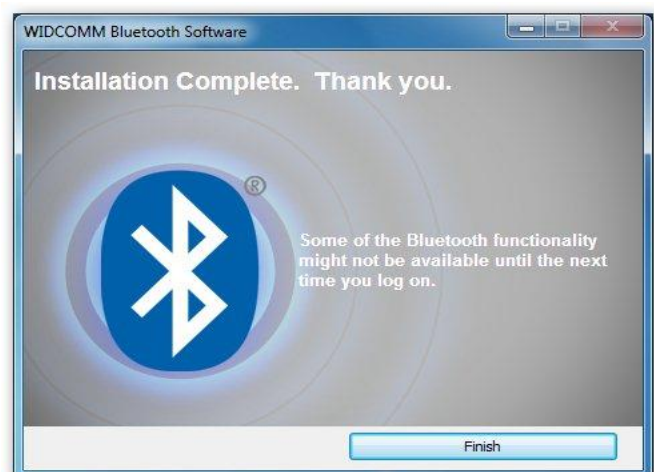 WIDCOMM Bluetooth Software
Installation Complete. Thank you.
®
Some of the Bluetooth functionality
might not be available until the next
time you log on.
Finish